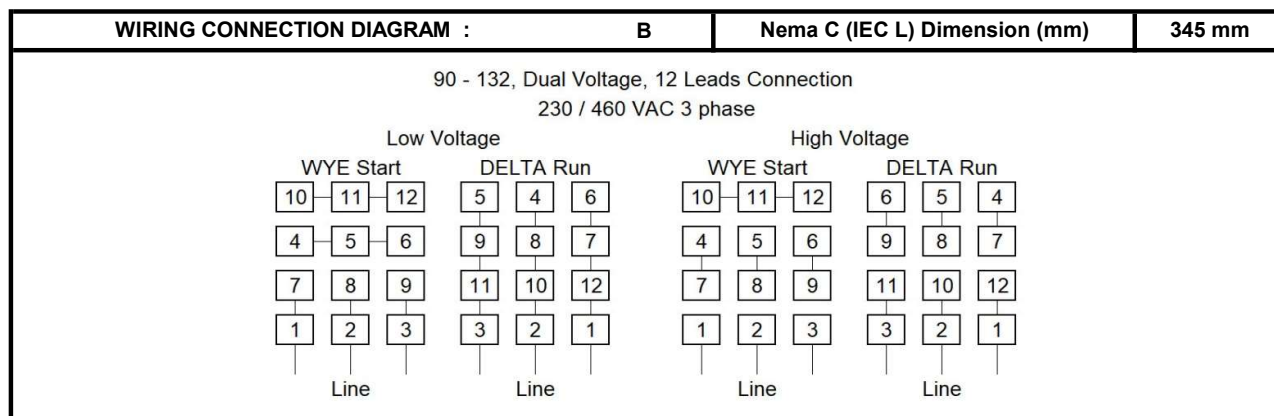 WIRING CONNECTION DIAGRAM : B Nema C (IEC L) Dimension (mm) 345 mm
90 - 132, Dual Voltage, 12 Leads Connection
230 / 460 VAC 3 phase
Low Voltage High Voltage
WYE Start DELTA Run WYE Start DELTA Run
10 11 12 5 4 6 10 11 12 6 5 4
4 5 6 9 8 7 4 5 6 9 8 7
7 8 9 11 10 12 7 8 9 11 10 12
1 2 3 3 2 1 1 2 3 3 2 1
Line Line Line Line